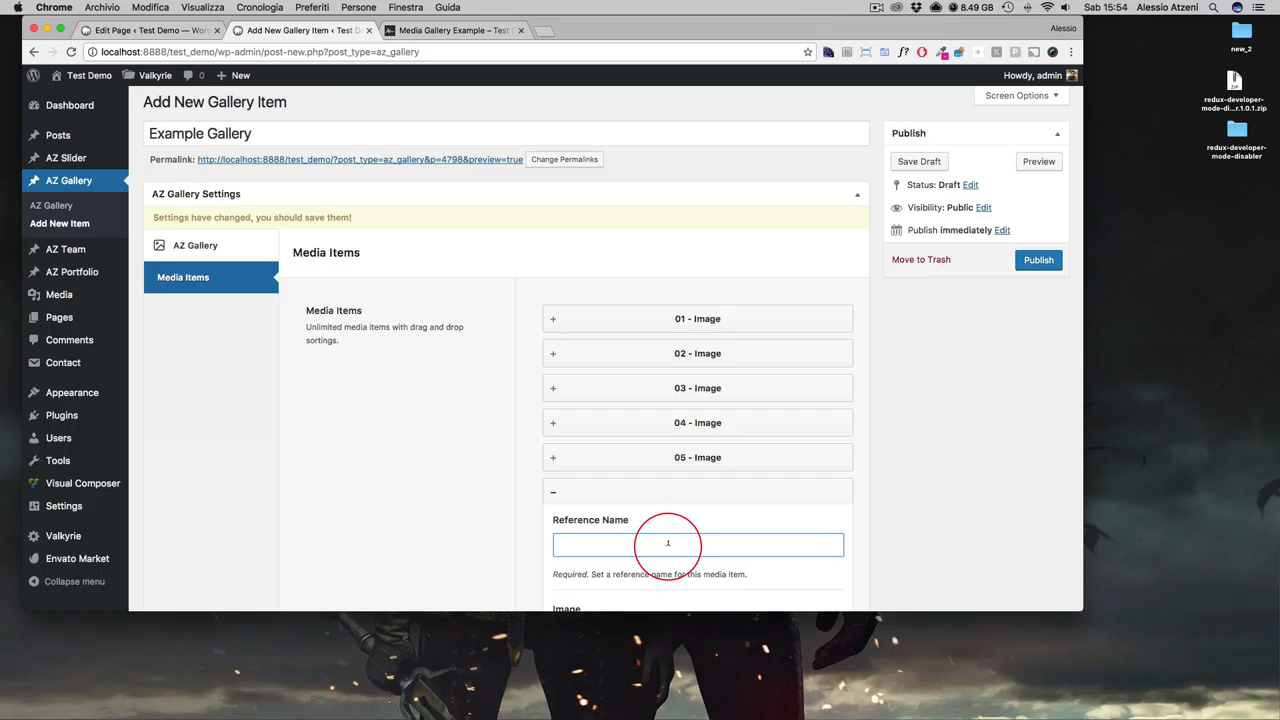 Chrome Archivio Modifica Visualizza Cronologia Preferiti Persone Finestra Guida 8.49 GB Sab 15:54 Alessio Atzeni
Edit Page ‹ Test Demo — Wor Add New Gallery Item ‹ Test D Media Gallery Example – Test D Alessio
localhost:8888/test_demo/wp-admin/post-new.php?post_type=az_gallery
Test Demo Valkyrie 0 New Howdy, admin
new_2
redux-developer-mode-di...r.1.0.1.zip
redux-developer-mode-disabler
Dashboard
Posts
AZ Slider
AZ Gallery
AZ Gallery
Add New Item
AZ Team
AZ Portfolio
Media
Pages
Comments
Contact
Appearance
Plugins
Users
Tools
Visual Composer
Settings
Valkyrie
Envato Market
Collapse menu
Add New Gallery Item
Screen Options
Example Gallery
Permalink: http://localhost:8888/test_demo/?post_type=az_gallery&p=4798&preview=true Change Permalinks
AZ Gallery Settings
Settings have changed, you should save them!
AZ Gallery
Media Items
Media Items
Media Items
Unlimited media items with drag and drop
sortings.
+ 01 - Image
+ 02 - Image
+ 03 - Image
+ 04 - Image
+ 05 - Image
–
Reference Name
Required. Set a reference name for this media item.
Image
Publish
Save Draft Preview
Status: Draft Edit
Visibility: Public Edit
Publish immediately Edit
Move to Trash Publish